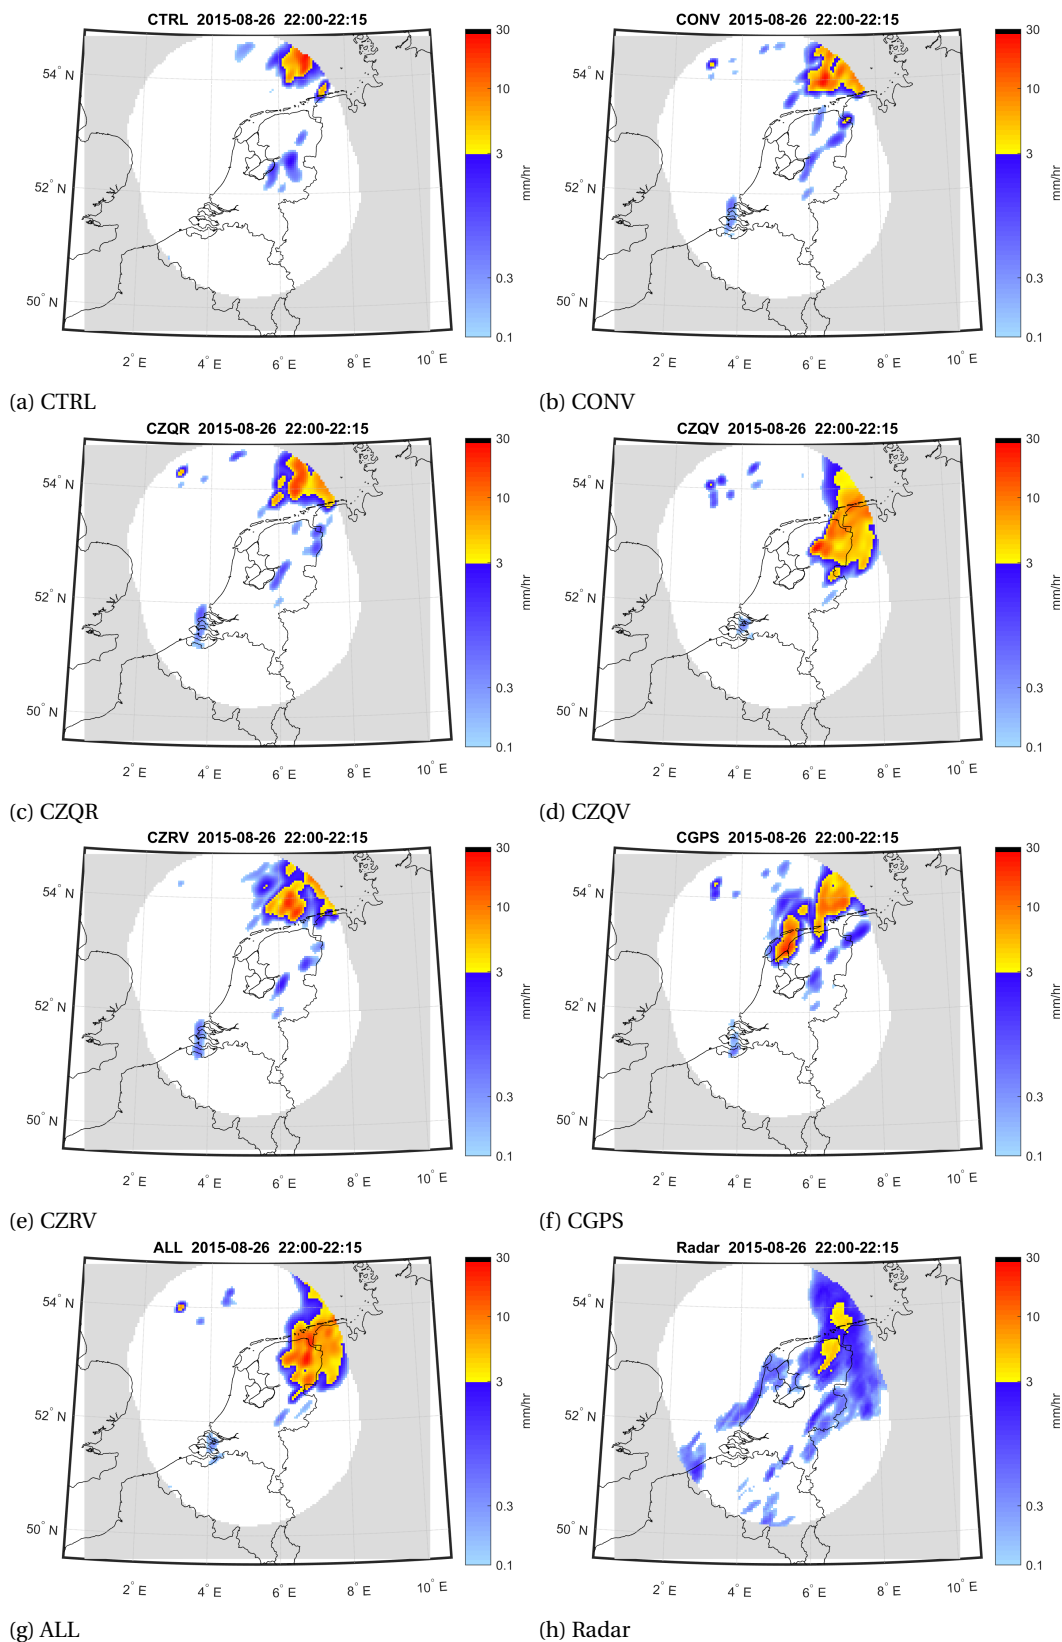 CTRL 2015-08-26 22:00-22:15
CONV 2015-08-26 22:00-22:15
54° N
52° N
50° N
2° E
4° E
6° E
8° E
10° E
30
10
3
0.3
0.1
mm/hr
54° N
52° N
50° N
2° E
4° E
6° E
8° E
10° E
30
10
3
0.3
0.1
mm/hr
(a) CTRL
(b) CONV
CZQR 2015-08-26 22:00-22:15
CZQV 2015-08-26 22:00-22:15
54° N
52° N
50° N
2° E
4° E
6° E
8° E
10° E
30
10
3
0.3
0.1
mm/hr
54° N
52° N
50° N
2° E
4° E
6° E
8° E
10° E
30
10
3
0.3
0.1
mm/hr
(c) CZQR
(d) CZQV
CZRV 2015-08-26 22:00-22:15
CGPS 2015-08-26 22:00-22:15
54° N
52° N
50° N
2° E
4° E
6° E
8° E
10° E
30
10
3
0.3
0.1
mm/hr
54° N
52° N
50° N
2° E
4° E
6° E
8° E
10° E
30
10
3
0.3
0.1
mm/hr
(e) CZRV
(f) CGPS
ALL 2015-08-26 22:00-22:15
Radar 2015-08-26 22:00-22:15
54° N
52° N
50° N
2° E
4° E
6° E
8° E
10° E
30
10
3
0.3
0.1
mm/hr
54° N
52° N
50° N
2° E
4° E
6° E
8° E
10° E
30
10
3
0.3
0.1
mm/hr
(g) ALL
(h) Radar